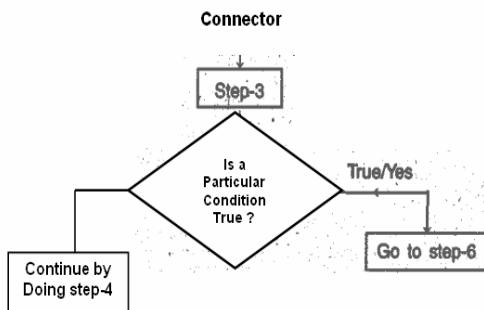 Connector
Step-3
Is a
Particular
Condition
True ?
True/Yes
Go to step-6
Continue by
Doing step-4